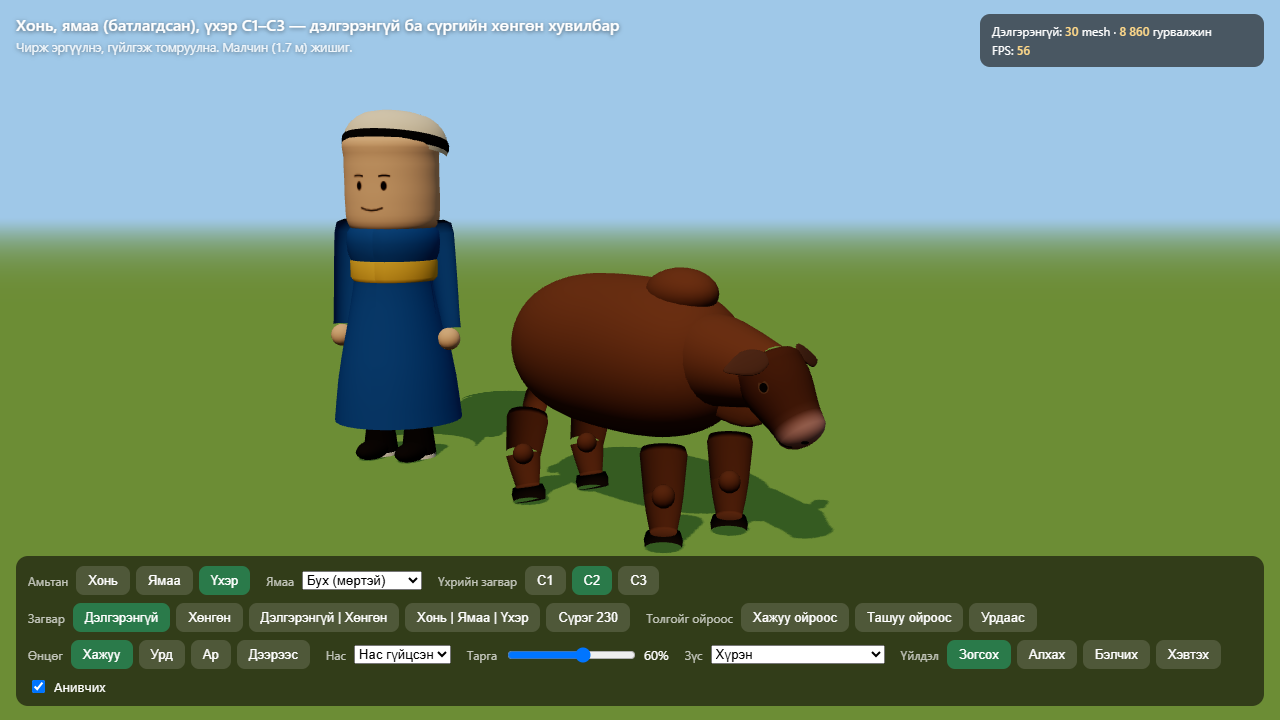 Хонь, ямаа (батлагдсан), үхэр C1–C3 — дэлгэрэнгүй ба сүргийн хөнгөн хувилбар
Чирж эргүүлнэ, гүйлгэж томруулна. Малчин (1.7 м) жишиг.
Дэлгэрэнгүй: 30 mesh · 8 860 гурвалжин
FPS: 56
Амьтан Хонь Ямаа Үхэр Ямаа Бух (мөртэй) Үхрийн загвар C1 C2 C3
Загвар Дэлгэрэнгүй Хөнгөн Дэлгэрэнгүй | Хөнгөн Хонь | Ямаа | Үхэр Сүрэг 230 Толгойг ойроос Хажуу ойроос Ташуу ойроос Урдаас
Өнцөг Хажуу Урд Ар Дээрээс Нас Нас гүйцсэн Тарга 60% Зүс Хүрэн Үйлдэл Зогсох Алхах Бэлчих Хэвтэх
Анивчих